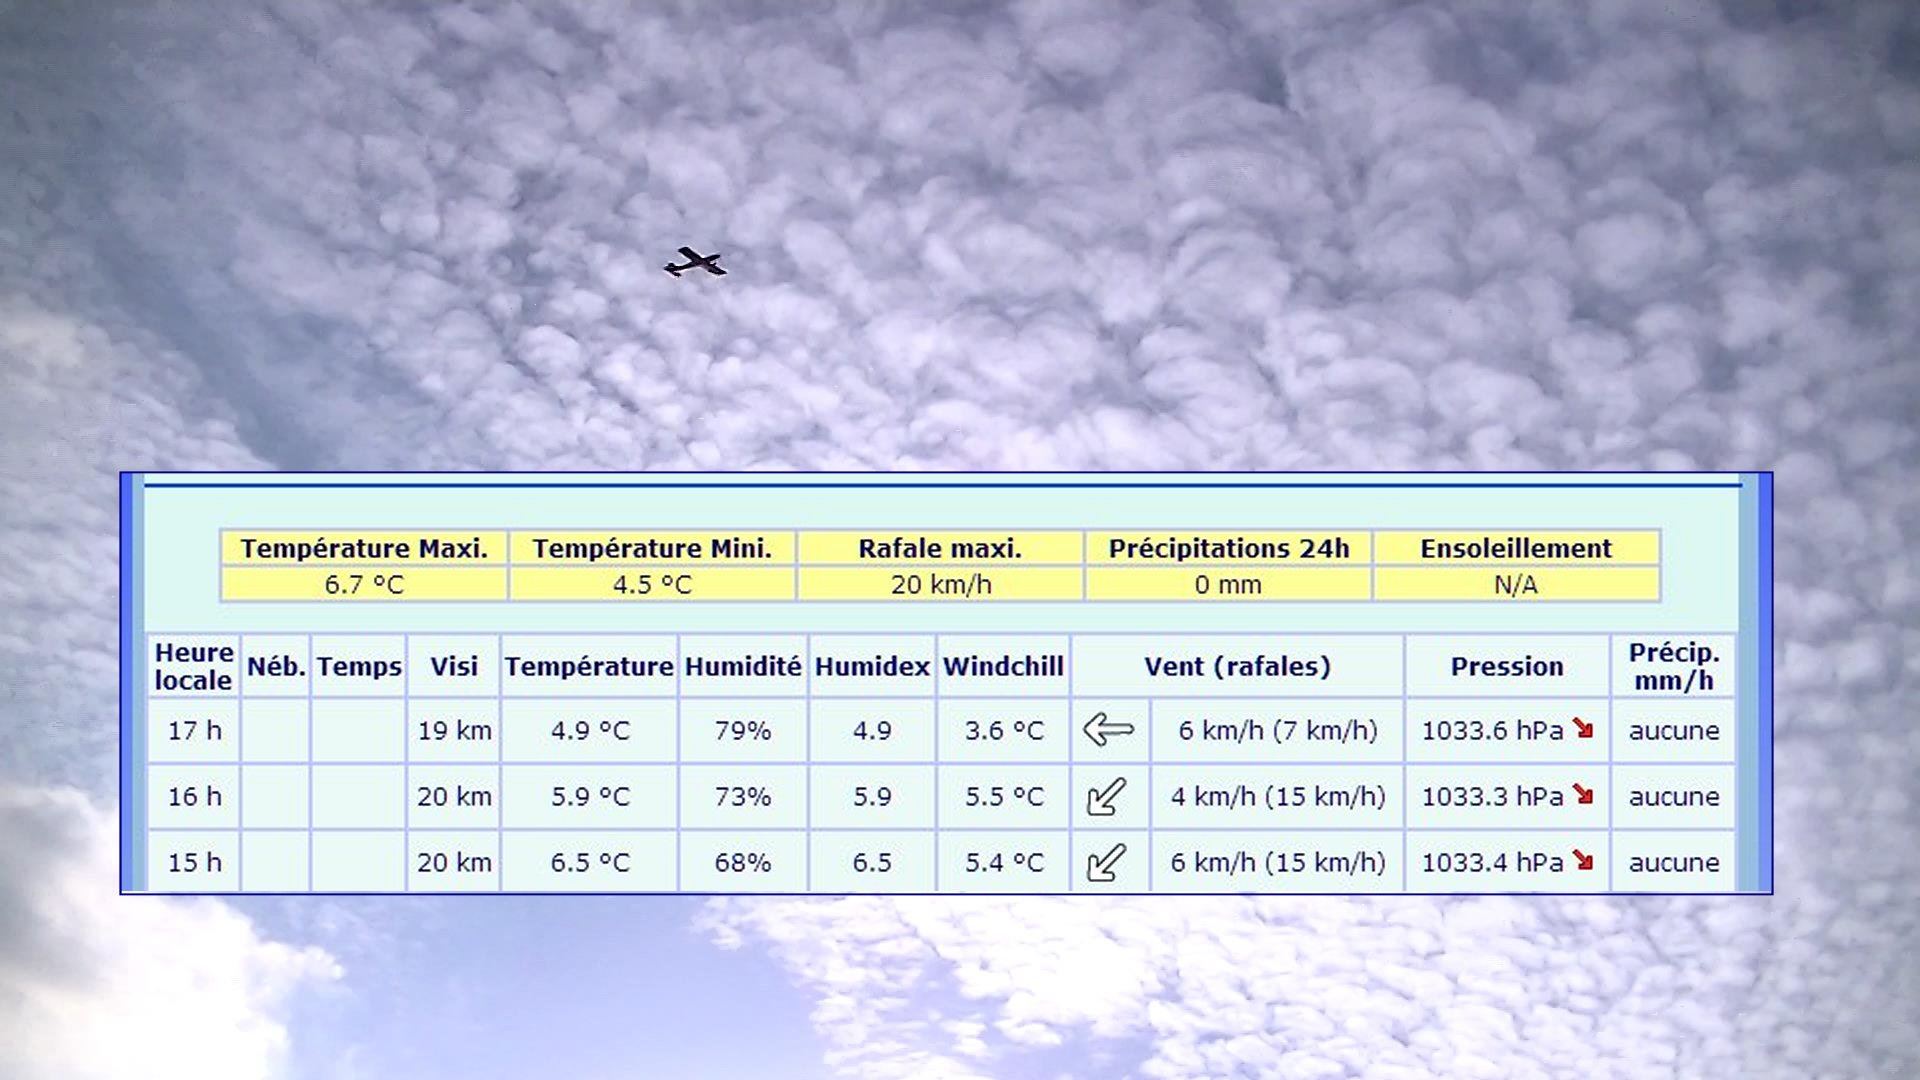 Température Maxi. Température Mini. Rafale maxi. Précipitations 24h Ensoleillement
6.7 °C 4.5 °C 20 km/h 0 mm N/A
Heure locale Néb. Temps Visi Température Humidité Humidex Windchill Vent (rafales) Pression Précip. mm/h
17 h 19 km 4.9 °C 79% 4.9 3.6 °C 6 km/h (7 km/h) 1033.6 hPa aucune
16 h 20 km 5.9 °C 73% 5.9 5.5 °C 4 km/h (15 km/h) 1033.3 hPa aucune
15 h 20 km 6.5 °C 68% 6.5 5.4 °C 6 km/h (15 km/h) 1033.4 hPa aucune